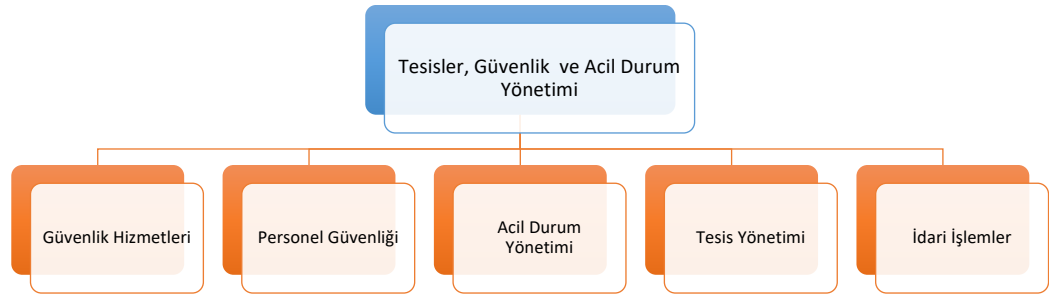 Tesisler, Güvenlik ve Acil Durum
Yönetimi
Güvenlik Hizmetleri
Personel Güvenliği
Acil Durum
Yönetimi
Tesis Yönetimi
İdari İşlemler